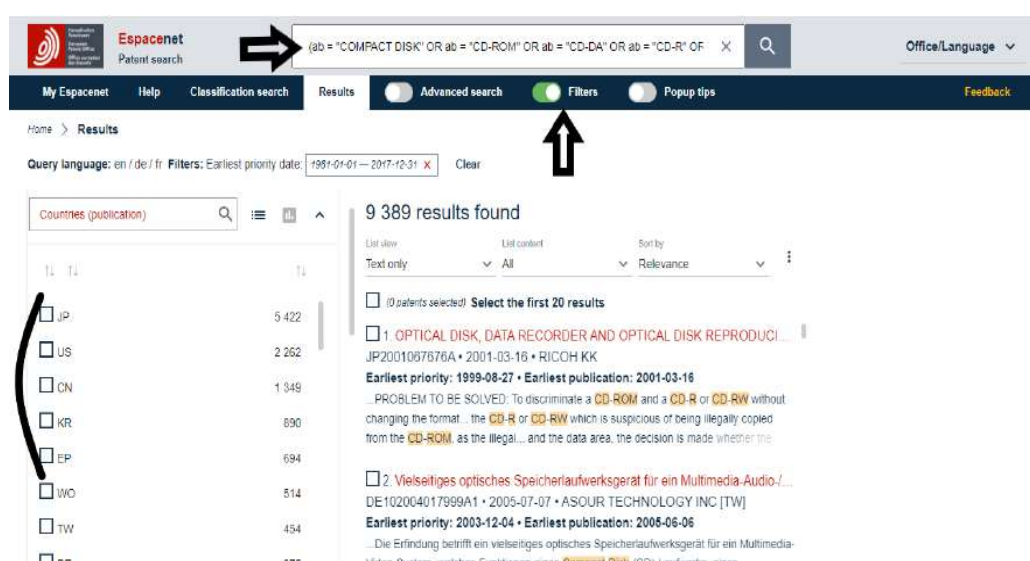 Espacenet
Patent search
(ab = "COMPACT DISK" OR ab = "CD-ROM" OR ab = "CD-DA" OR ab = "CD-R" OR
Office/Language
My Espacenet Help Classification search Results Advanced search Filters Popup tips Feedback
Home > Results
Query language: en / de / fr Filters: Earliest priority date: 1981-01-01 — 2017-12-31 X Clear
Countries (publication)
9 389 results found
List view List content Sort by
Text only All Relevance
(0 patents selected) Select the first 20 results
JP 5 422
US 2 262
CN 1 349
KR 890
EP 694
WO 514
TW 454
1. OPTICAL DISK, DATA RECORDER AND OPTICAL DISK REPRODUCI...
JP2001067676A • 2001-03-16 • RICOH KK
Earliest priority: 1999-08-27 • Earliest publication: 2001-03-16
...PROBLEM TO BE SOLVED: To discriminate a CD-ROM and a CD-R or CD-RW without
changing the format... the CD-R or CD-RW which is suspicious of being illegally copied
from the CD-ROM, as the illegal... and the data area, the decision is made whether the
2. Vielseitiges optisches Speicherlaufwerksgerät für ein Multimedia-Audio-/...
DE102004017999A1 • 2005-07-07 • ASOUR TECHNOLOGY INC [TW]
Earliest priority: 2003-12-04 • Earliest publication: 2005-06-06
...Die Erfindung betrifft ein vielseitiges optisches Speicherlaufwerksgerät für ein Multimedia-